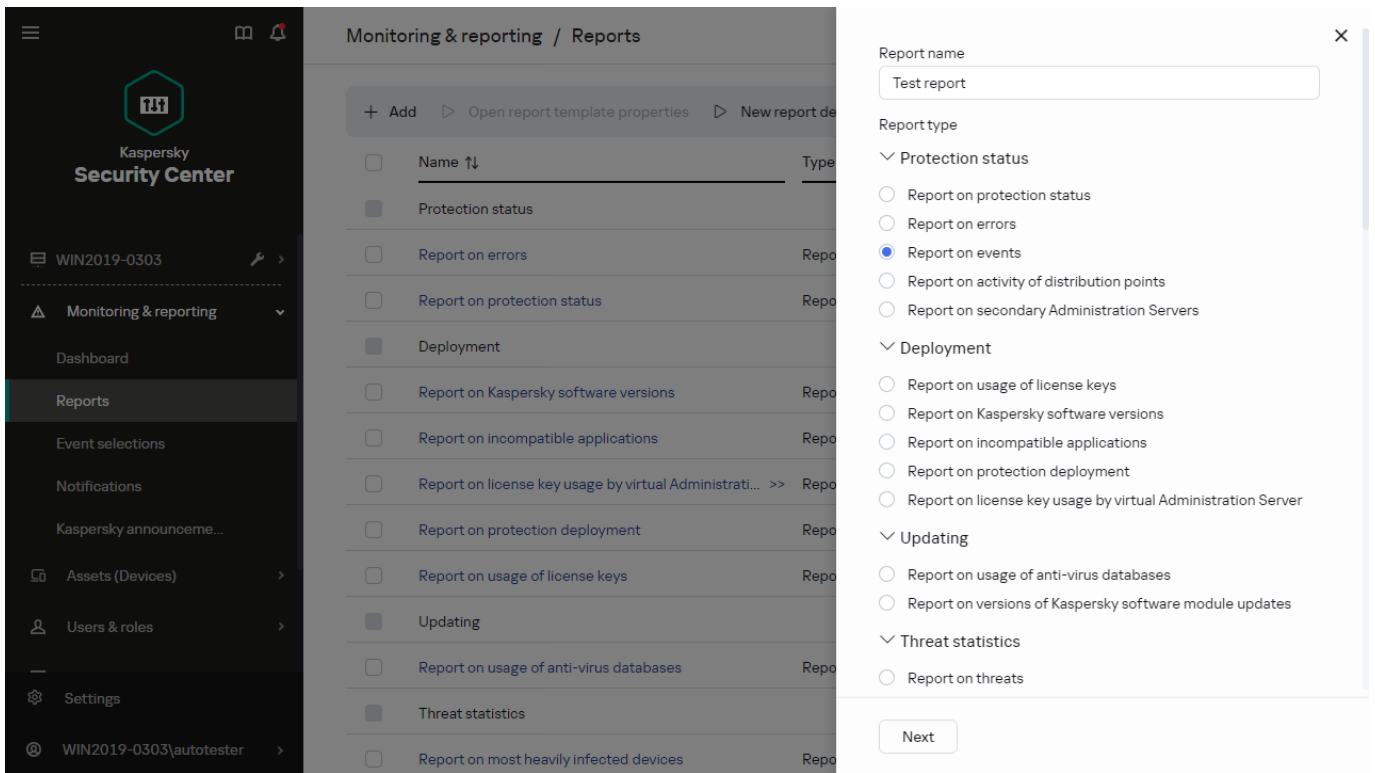 Kaspersky
Security Center
WIN2019-0303
Monitoring & reporting
Dashboard
Reports
Event selections
Notifications
Kaspersky announceme...
Assets (Devices)
Users & roles
Settings
WIN2019-0303\autotester
Monitoring & reporting / Reports
+ Add
Open report template properties
New report de
Name
Type
Protection status
Report on errors
Repo
Report on protection status
Repo
Deployment
Report on Kaspersky software versions
Repo
Report on incompatible applications
Repo
Report on license key usage by virtual Administrati... >>
Repo
Report on protection deployment
Repo
Report on usage of license keys
Repo
Updating
Report on usage of anti-virus databases
Repo
Threat statistics
Report on most heavily infected devices
Repo
Report name
Test report
Report type
Protection status
Report on protection status
Report on errors
Report on events
Report on activity of distribution points
Report on secondary Administration Servers
Deployment
Report on usage of license keys
Report on Kaspersky software versions
Report on incompatible applications
Report on protection deployment
Report on license key usage by virtual Administration Server
Updating
Report on usage of anti-virus databases
Report on versions of Kaspersky software module updates
Threat statistics
Report on threats
Next